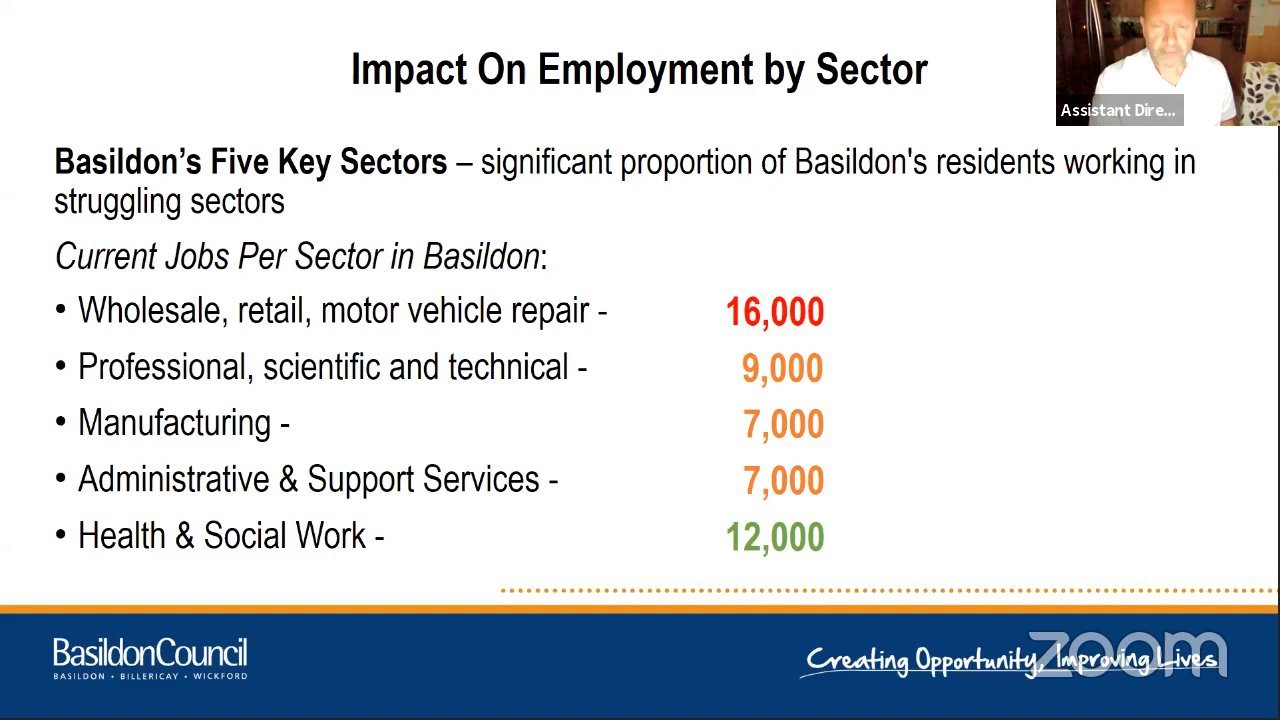 Impact On Employment by Sector
Assistant Dire...
Basildon’s Five Key Sectors – significant proportion of Basildon's residents working in
struggling sectors
Current Jobs Per Sector in Basildon:
• Wholesale, retail, motor vehicle repair - 16,000
• Professional, scientific and technical - 9,000
• Manufacturing - 7,000
• Administrative & Support Services - 7,000
• Health & Social Work - 12,000
BasildonCouncil
BASILDON • BILLERICAY • WICKFORD
Creating Opportunity, Improving Lives
zoom